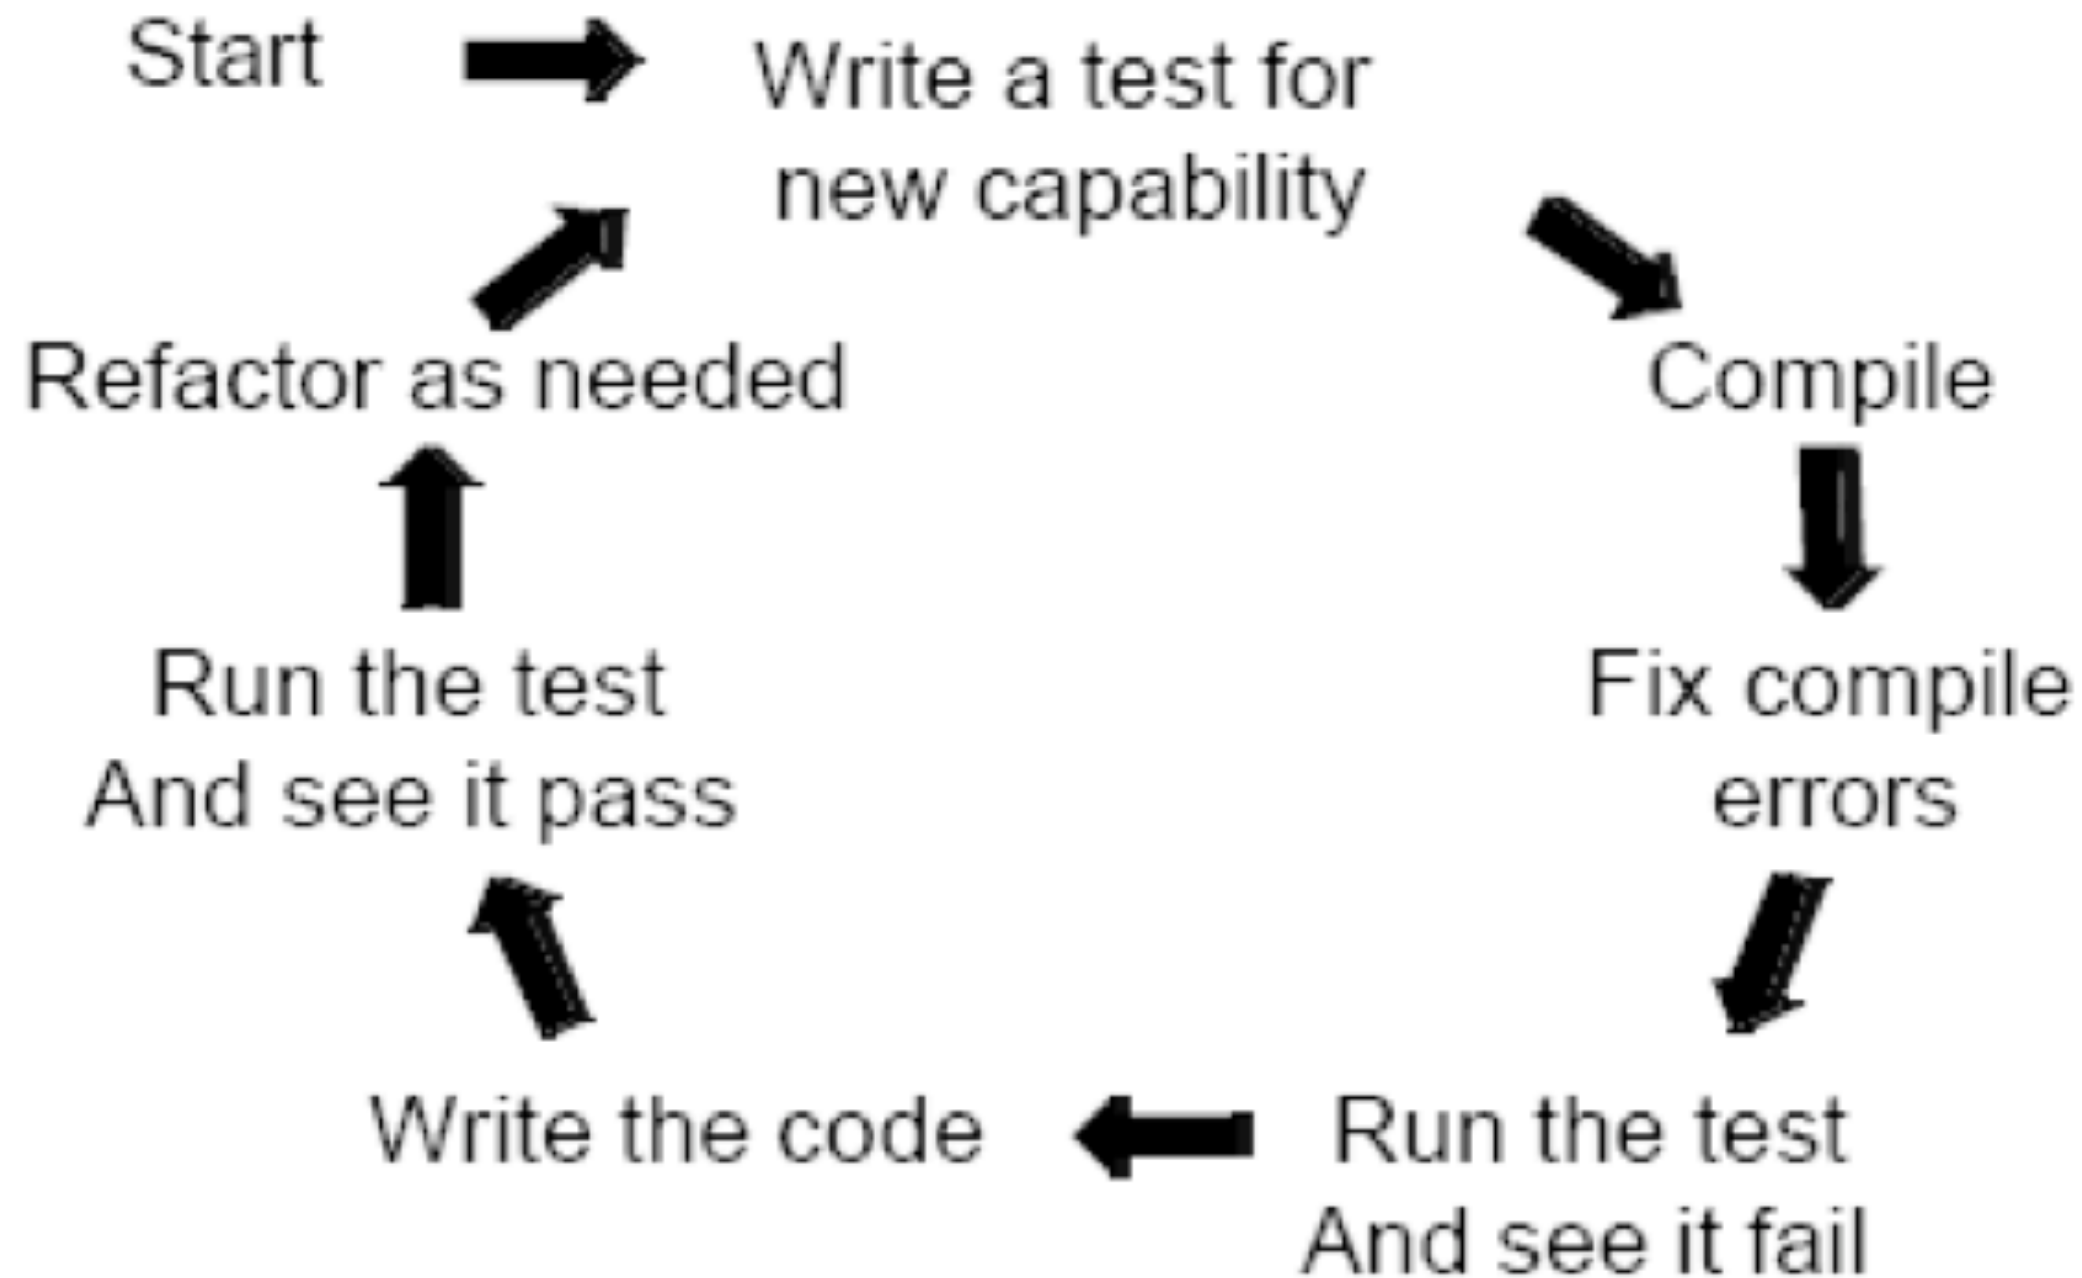 Start
Write a test for
new capability
Compile
Fix compile
errors
Run the test
And see it fail
Write the code
Run the test
And see it pass
Refactor as needed